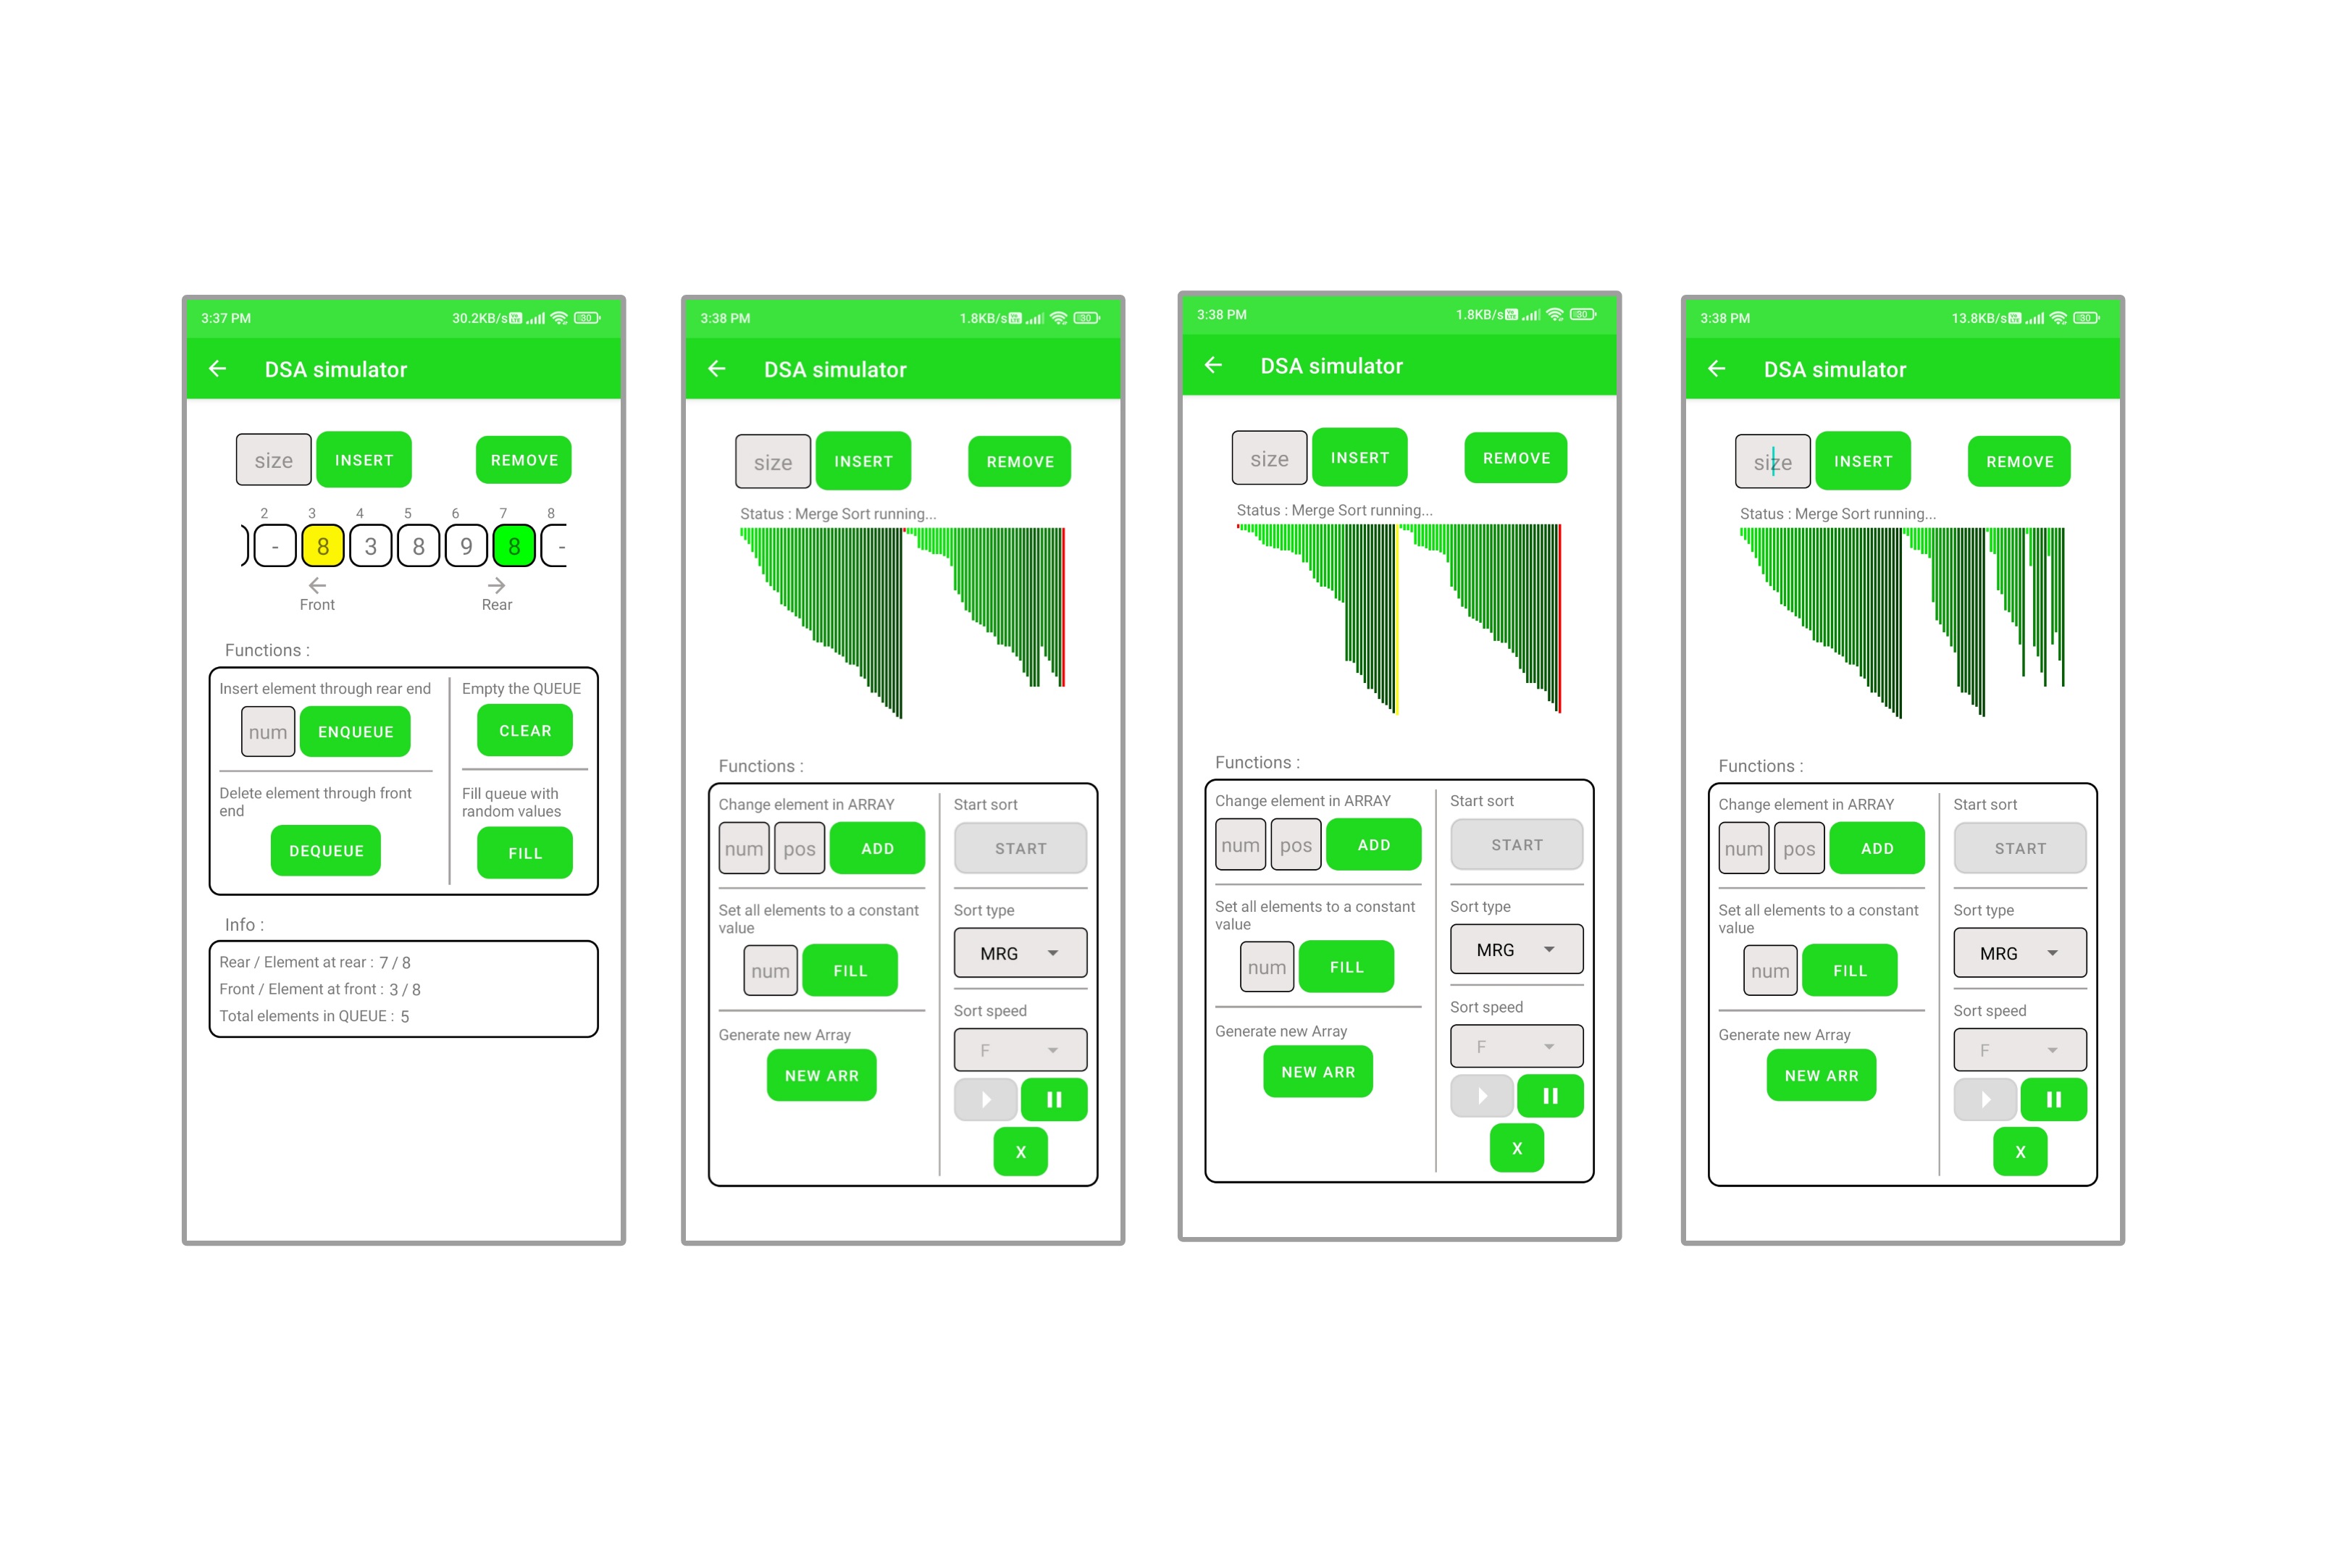 3:37 PM 30.2KB/s 30
DSA simulator
size INSERT REMOVE
2 3 4 5 6 7 8
- 8 3 8 9 8 -
Front Rear
Functions :
Insert element through rear end
num ENQUEUE
Delete element through front
end
DEQUEUE
Empty the QUEUE
CLEAR
Fill queue with
random values
FILL
Info :
Rear / Element at rear : 7 / 8
Front / Element at front : 3 / 8
Total elements in QUEUE : 5
3:38 PM 1.8KB/s 30
DSA simulator
size INSERT REMOVE
Status : Merge Sort running...
Functions :
Change element in ARRAY
num pos ADD
Set all elements to a constant
value
num FILL
Generate new Array
NEW ARR
Start sort
START
Sort type
MRG
Sort speed
F
X
3:38 PM 1.8KB/s 30
DSA simulator
size INSERT REMOVE
Status : Merge Sort running...
Functions :
Change element in ARRAY
num pos ADD
Set all elements to a constant
value
num FILL
Generate new Array
NEW ARR
Start sort
START
Sort type
MRG
Sort speed
F
X
3:38 PM 13.8KB/s 30
DSA simulator
size INSERT REMOVE
Status : Merge Sort running...
Functions :
Change element in ARRAY
num pos ADD
Set all elements to a constant
value
num FILL
Generate new Array
NEW ARR
Start sort
START
Sort type
MRG
Sort speed
F
X